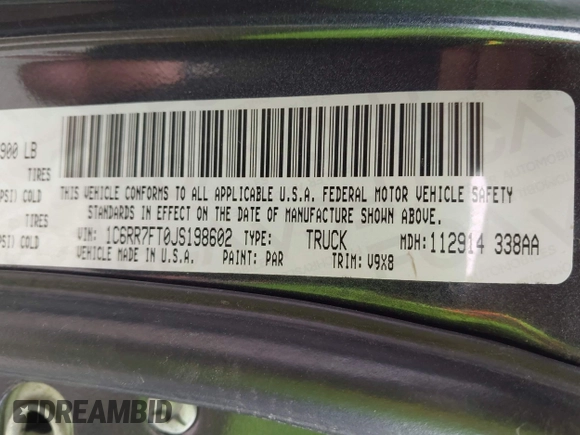 900 LB
TIRES
PSI) COLD
TIRES
PSI) COLD
THIS VEHICLE CONFORMS TO ALL APPLICABLE U.S.A. FEDERAL MOTOR VEHICLE SAFETY
STANDARDS IN EFFECT ON THE DATE OF MANUFACTURE SHOWN ABOVE.
VIN: 1C6RR7FT0JS198602 TYPE: TRUCK MDH: 112914 338AA
VEHICLE MADE IN U.S.A. PAINT: PAR TRIM: V9X8
DREAMBID